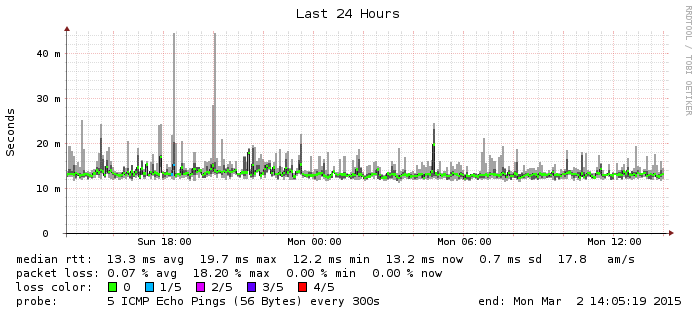 Last 24 Hours
RRDTOOL / TOBI OETIKER
Seconds
40 m
30 m
20 m
10 m
0
Sun 18:00 Mon 00:00 Mon 06:00 Mon 12:00
median rtt: 13.3 ms avg 19.7 ms max 12.2 ms min 13.2 ms now 0.7 ms sd 17.8 am/s
packet loss: 0.07 % avg 18.20 % max 0.00 % min 0.00 % now
loss color: 0 1/5 2/5 3/5 4/5
probe: 5 ICMP Echo Pings (56 Bytes) every 300s end: Mon Mar 2 14:05:19 2015